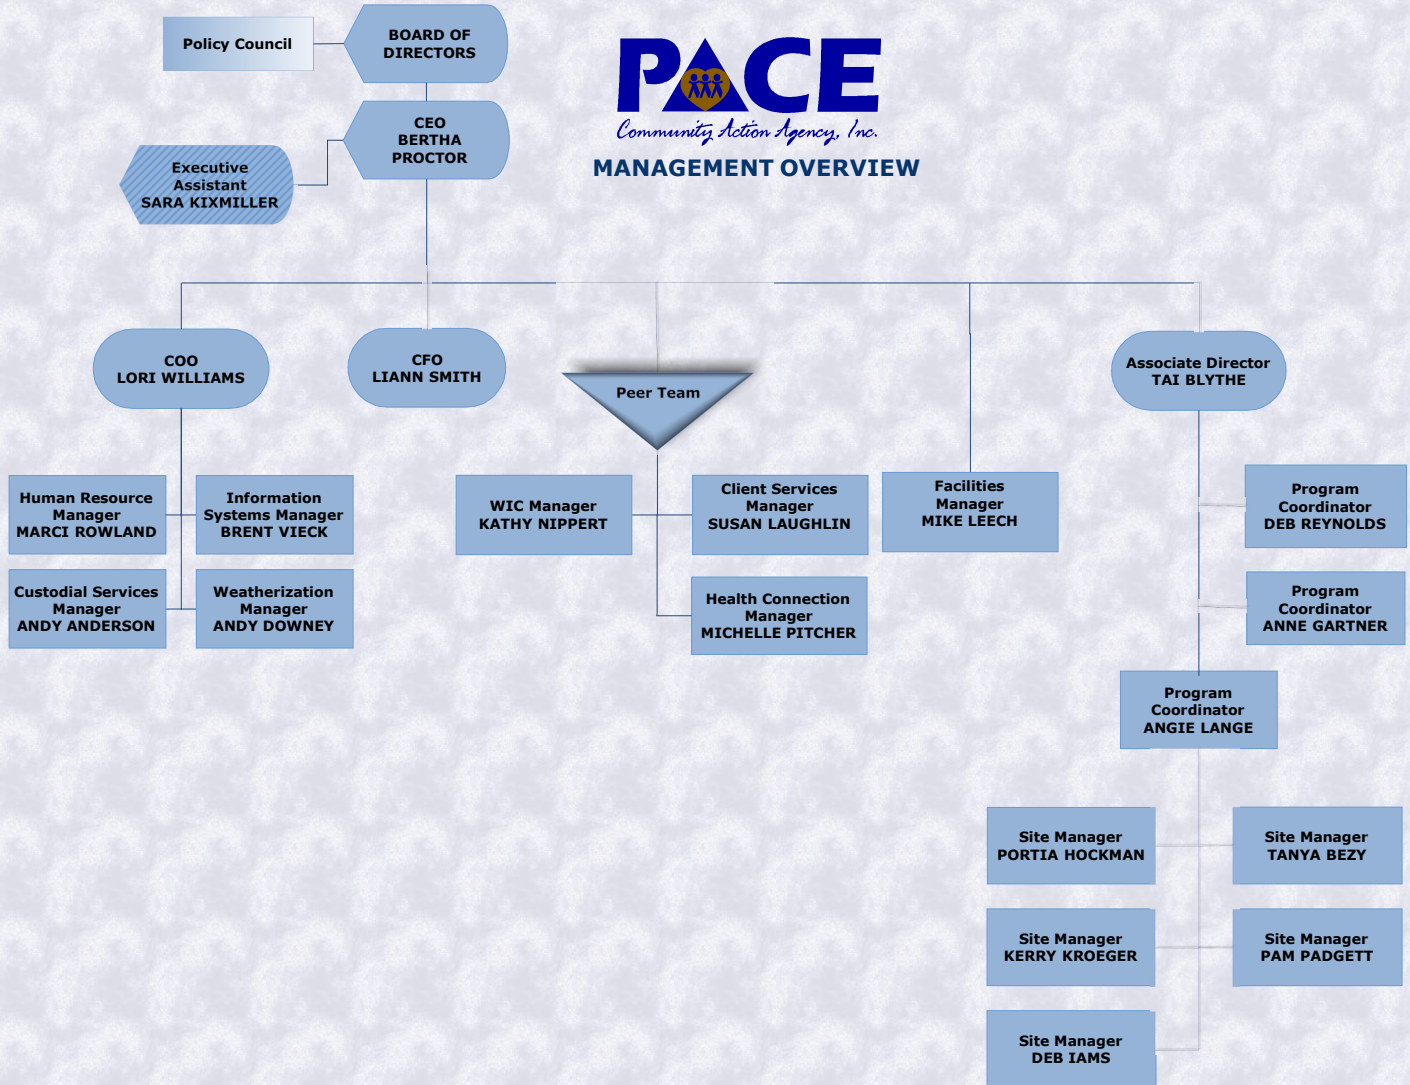 Policy Council
BOARD OF
DIRECTORS
PACE
Community Action Agency, Inc.
MANAGEMENT OVERVIEW
CEO
BERTHA
PROCTOR
Executive
Assistant
SARA KIXMILLER
COO
LORI WILLIAMS
CFO
LIANN SMITH
Peer Team
Associate Director
TAI BLYTHE
Human Resource
Manager
MARCI ROWLAND
Information
Systems Manager
BRENT VIECK
WIC Manager
KATHY NIPPERT
Client Services
Manager
SUSAN LAUGHLIN
Facilities
Manager
MIKE LEECH
Program
Coordinator
DEB REYNOLDS
Custodial Services
Manager
ANDY ANDERSON
Weatherization
Manager
ANDY DOWNEY
Health Connection
Manager
MICHELLE PITCHER
Program
Coordinator
ANNE GARTNER
Program
Coordinator
ANGIE LANGE
Site Manager
PORTIA HOCKMAN
Site Manager
TANYA BEZY
Site Manager
KERRY KROEGER
Site Manager
PAM PADGETT
Site Manager
DEB IAMS